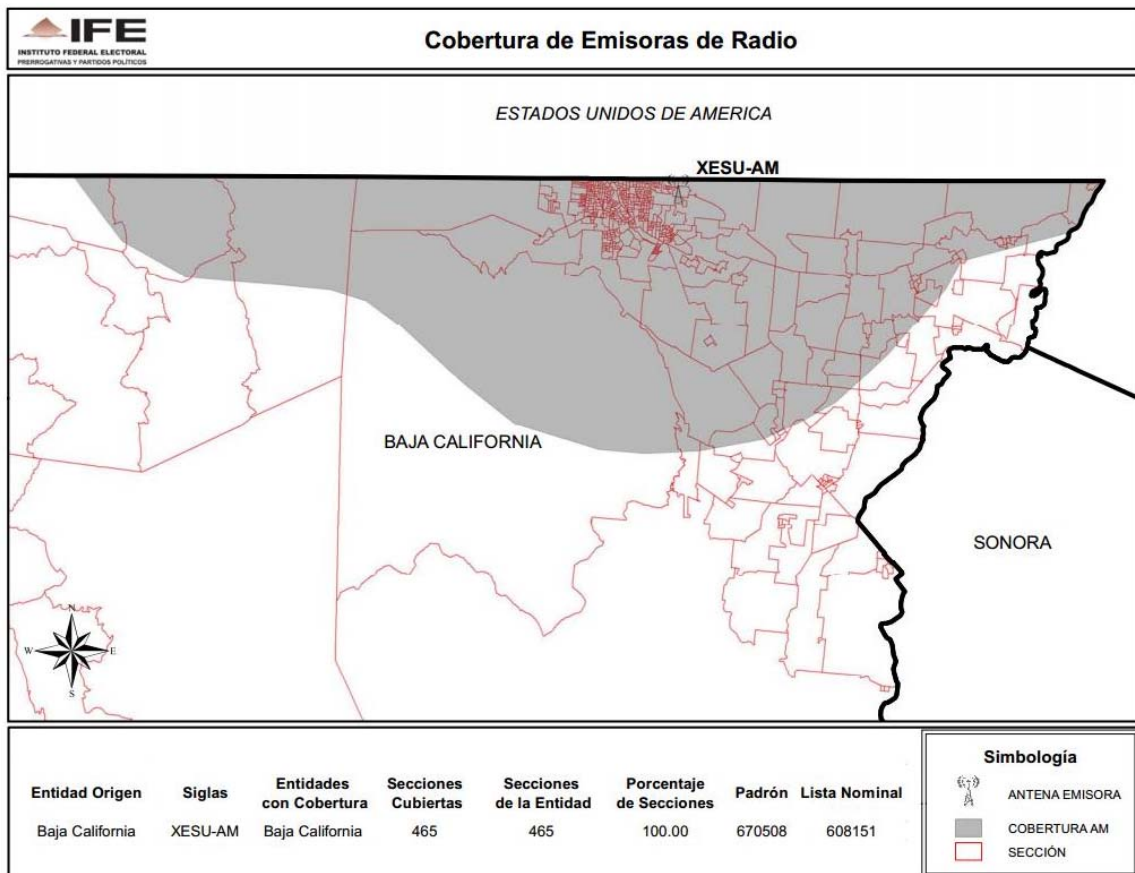 IFE
INSTITUTO FEDERAL ELECTORAL
PRERROGATIVAS Y PARTIDOS POLÍTICOS
Cobertura de Emisoras de Radio
ESTADOS UNIDOS DE AMERICA
XESU-AM
BAJA CALIFORNIA
SONORA
N
W E
S
Entidad Origen Siglas Entidades con Cobertura Secciones Cubiertas Secciones de la Entidad Porcentaje de Secciones Padrón Lista Nominal
Baja California XESU-AM Baja California 465 465 100.00 670508 608151
Simbología
ANTENA EMISORA
COBERTURA AM
SECCIÓN